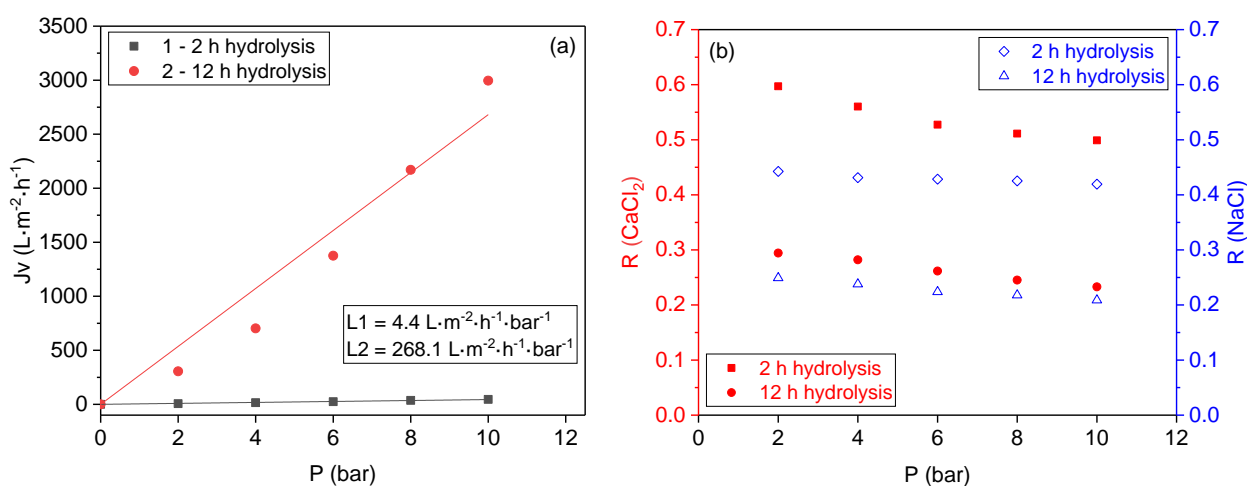 (a)
1 - 2 h hydrolysis
2 - 12 h hydrolysis
3500
3000
2500
2000
1500
1000
500
0
Jv (L·m⁻²·h⁻¹)
L1 = 4.4 L·m⁻²·h⁻¹·bar⁻¹
L2 = 268.1 L·m⁻²·h⁻¹·bar⁻¹
0 2 4 6 8 10 12
P (bar)
(b)
2 h hydrolysis
12 h hydrolysis
0.7
0.6
0.5
0.4
0.3
0.2
0.1
0.0
R (CaCl₂)
2 h hydrolysis
12 h hydrolysis
0 2 4 6 8 10 12
P (bar)
0.7
0.6
0.5
0.4
0.3
0.2
0.1
0.0
R (NaCl)